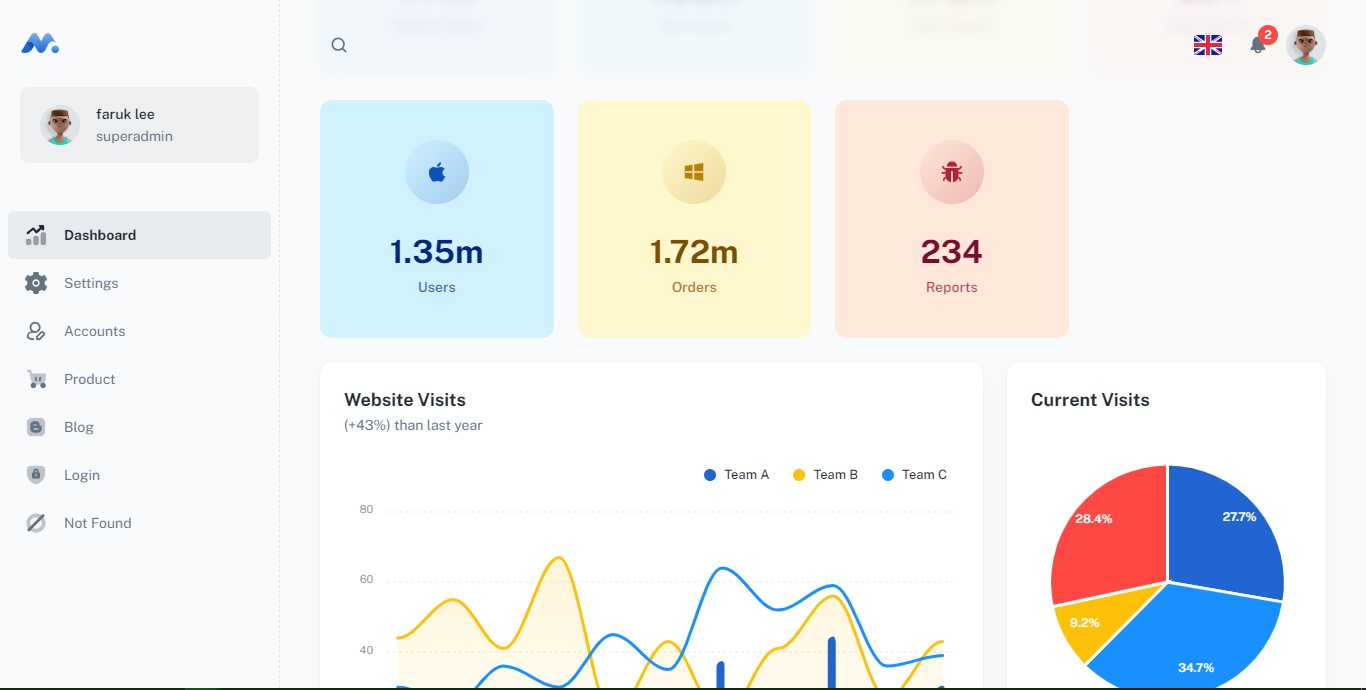 2
faruk lee
superadmin
Dashboard
Settings
Accounts
Product
Blog
Login
Not Found
1.35m
Users
1.72m
Orders
234
Reports
Website Visits
(+43%) than last year
Team A
Team B
Team C
80
60
40
Current Visits
28.4%
27.7%
9.2%
34.7%